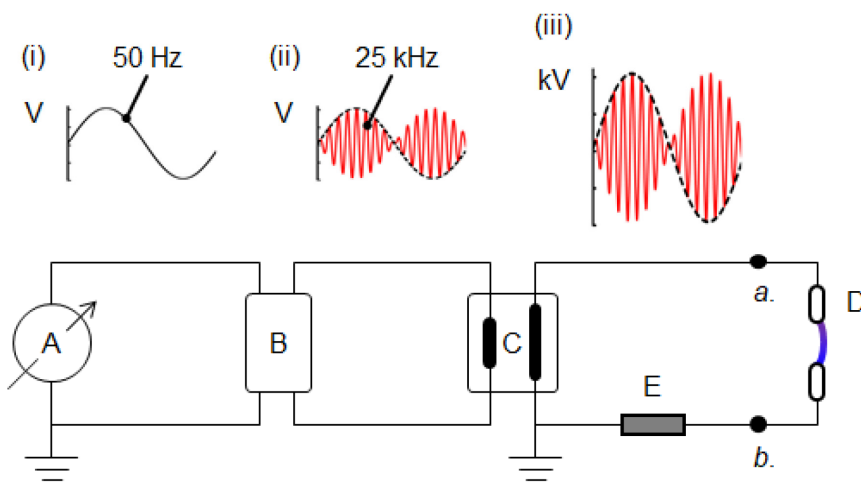 (i) 50 Hz (ii) 25 kHz (iii)
V V kV
A B C D
E
a.
b.